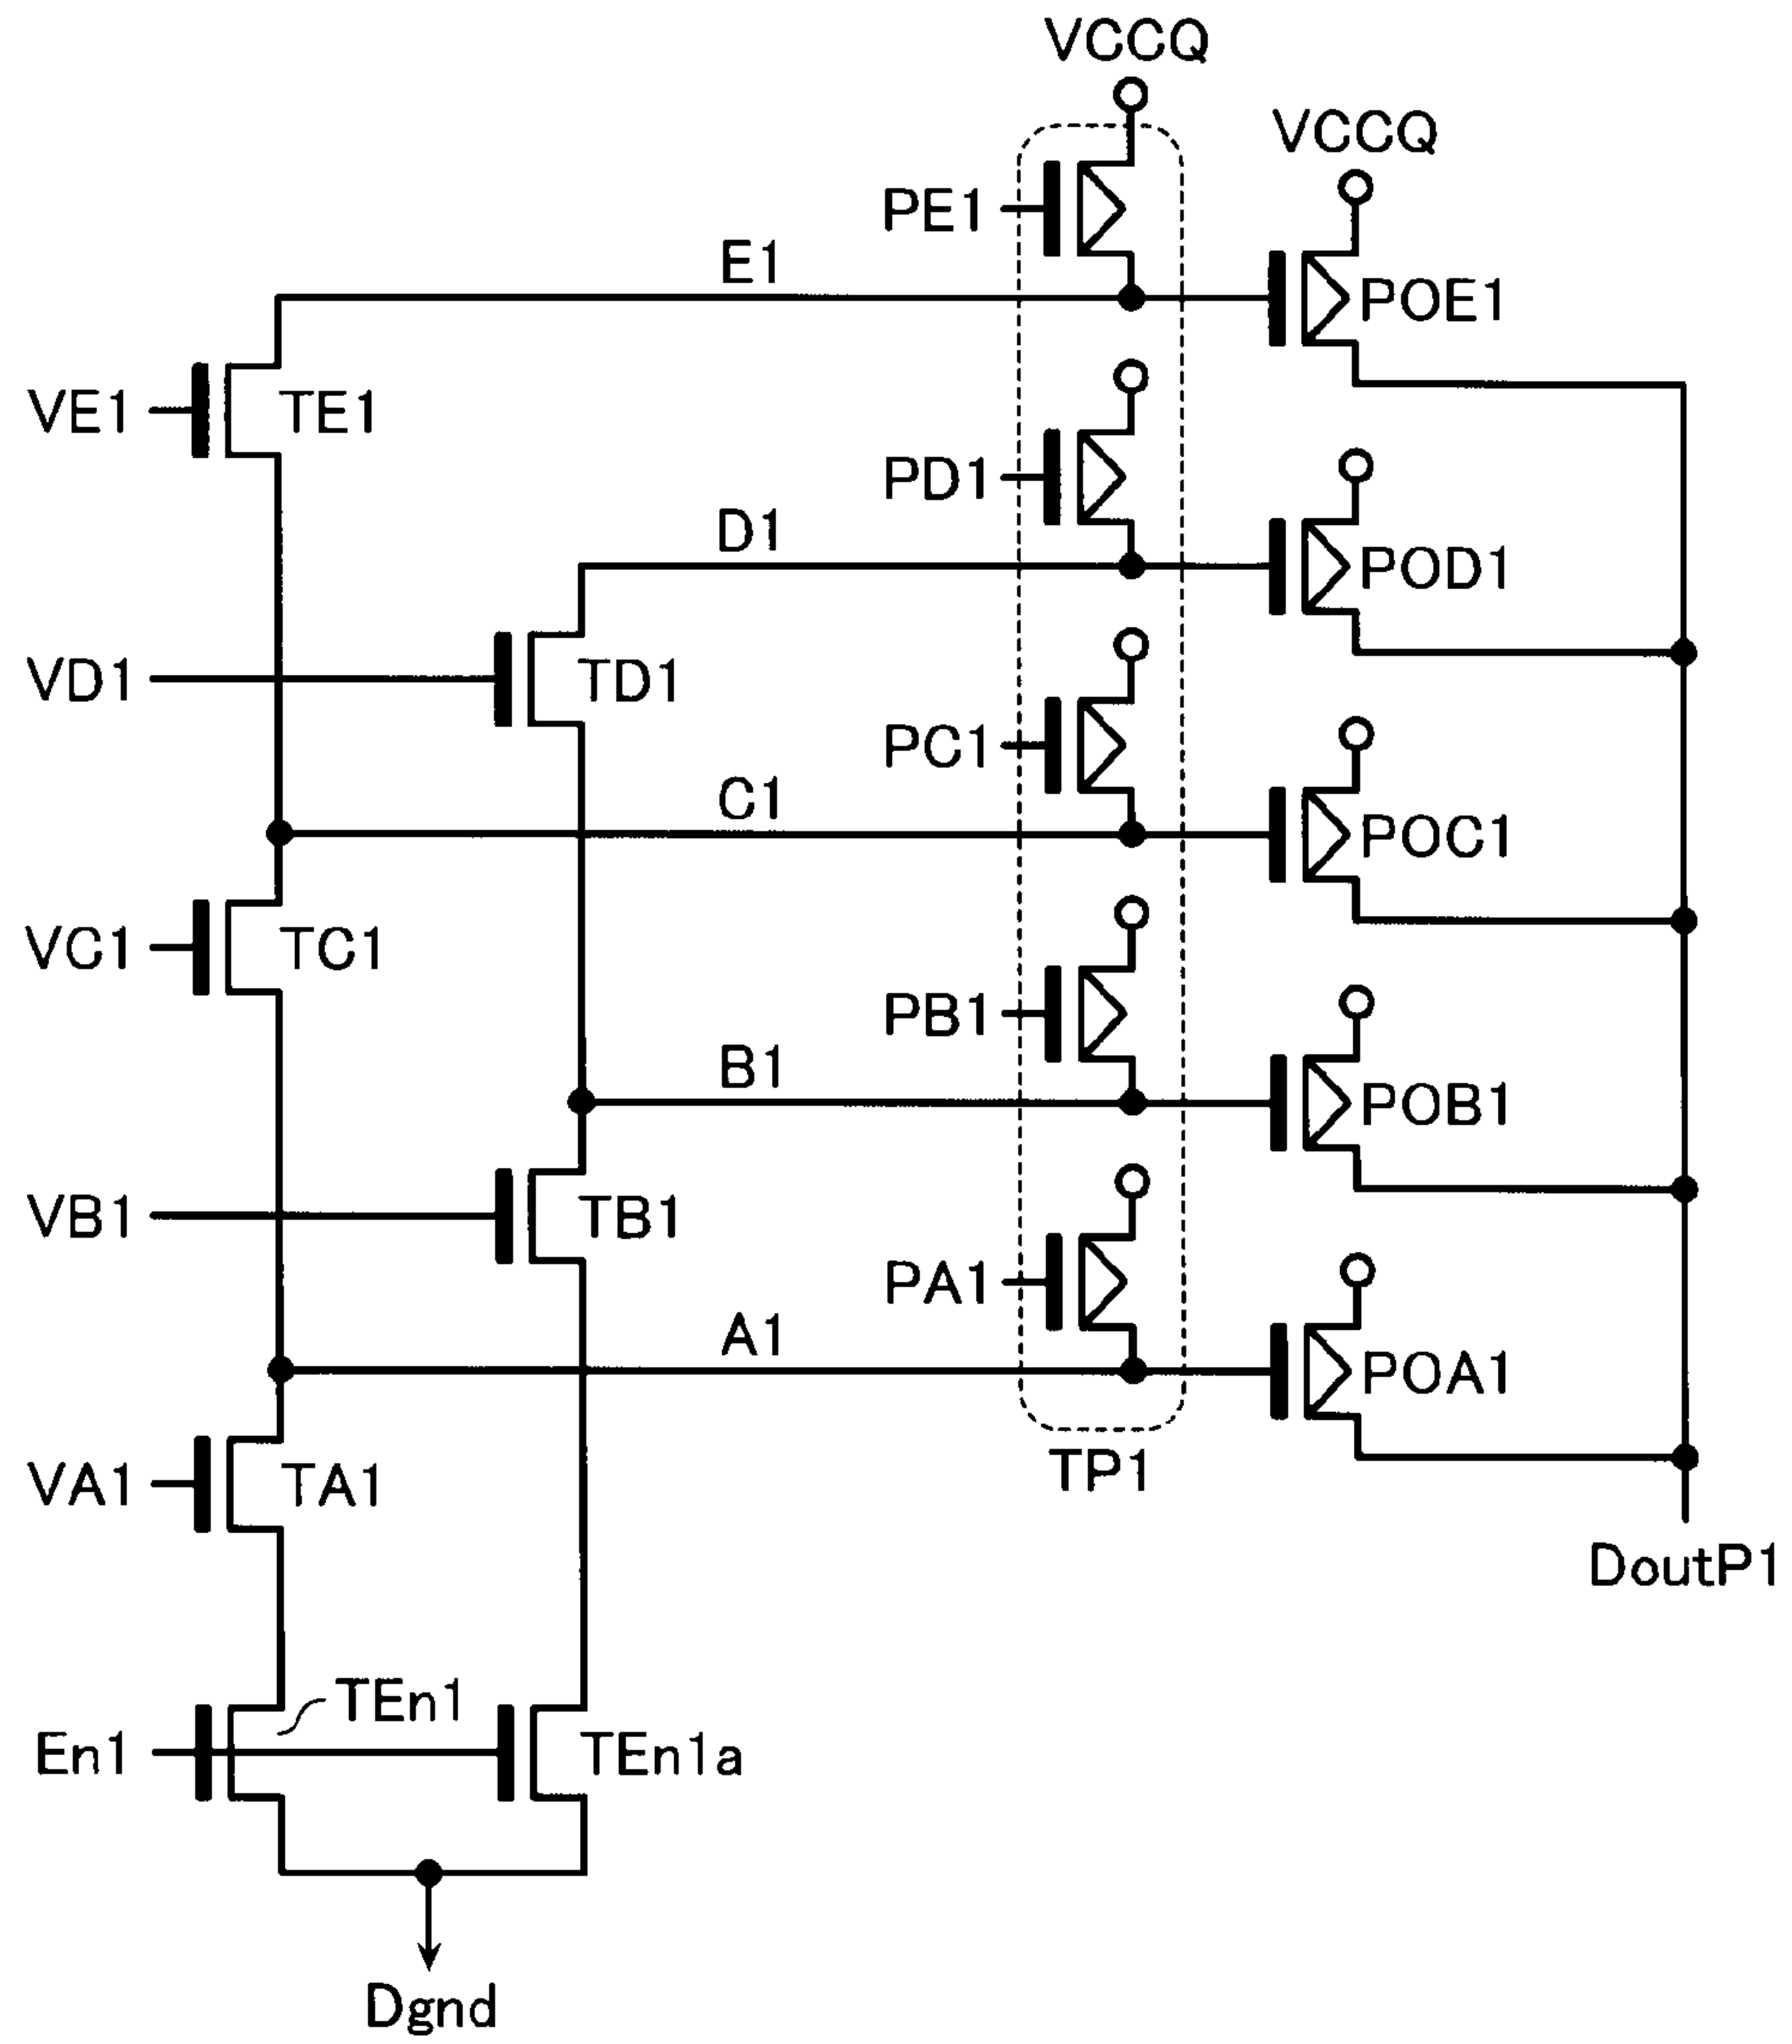 VCCQ
VCCQ
PE1
E1
POE1
VE1
TE1
PD1
D1
POD1
VD1
TD1
PC1
C1
POC1
VC1
TC1
PB1
B1
POB1
VB1
TB1
PA1
A1
POA1
VA1
TA1
TP1
DoutP1
TEn1
En1
TEn1a
Dgnd